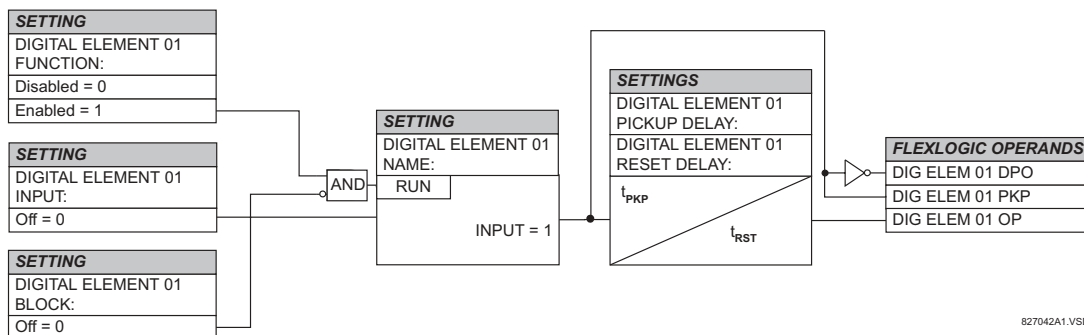 SETTING
DIGITAL ELEMENT 01
FUNCTION:
Disabled = 0
Enabled = 1
SETTING
DIGITAL ELEMENT 01
INPUT:
Off = 0
SETTING
DIGITAL ELEMENT 01
BLOCK:
Off = 0
AND
SETTING
DIGITAL ELEMENT 01
NAME:
RUN
INPUT = 1
SETTINGS
DIGITAL ELEMENT 01
PICKUP DELAY:
DIGITAL ELEMENT 01
RESET DELAY:
tPKP
tRST
FLEXLOGIC OPERANDS
DIG ELEM 01 DPO
DIG ELEM 01 PKP
DIG ELEM 01 OP
827042A1.VSD